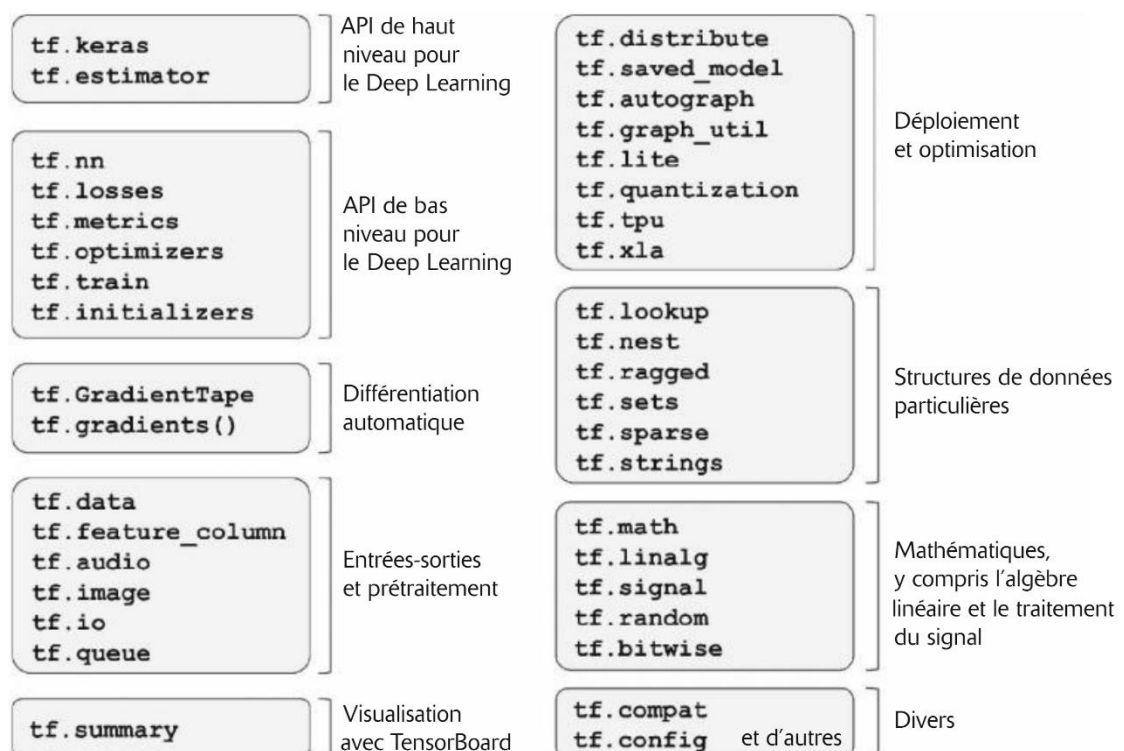 tf.keras
tf.estimator
API de haut
niveau pour
le Deep Learning
tf.nn
tf.losses
tf.metrics
tf.optimizers
tf.train
tf.initializers
API de bas
niveau pour
le Deep Learning
tf.GradientTape
tf.gradients()
Différentiation
automatique
tf.data
tf.feature_column
tf.audio
tf.image
tf.io
tf.queue
Entrées-sorties
et prétraitement
tf.summary
Visualisation
avec TensorBoard
tf.distribute
tf.saved_model
tf.autograph
tf.graph_util
tf.lite
tf.quantization
tf.tpu
tf.xla
Déploiement
et optimisation
tf.lookup
tf.nest
tf.ragged
tf.sets
tf.sparse
tf.strings
Structures de données
particulières
tf.math
tf.linalg
tf.signal
tf.random
tf.bitwise
Mathématiques,
y compris l'algèbre
linéaire et le traitement
du signal
tf.compat
tf.config et d'autres
Divers